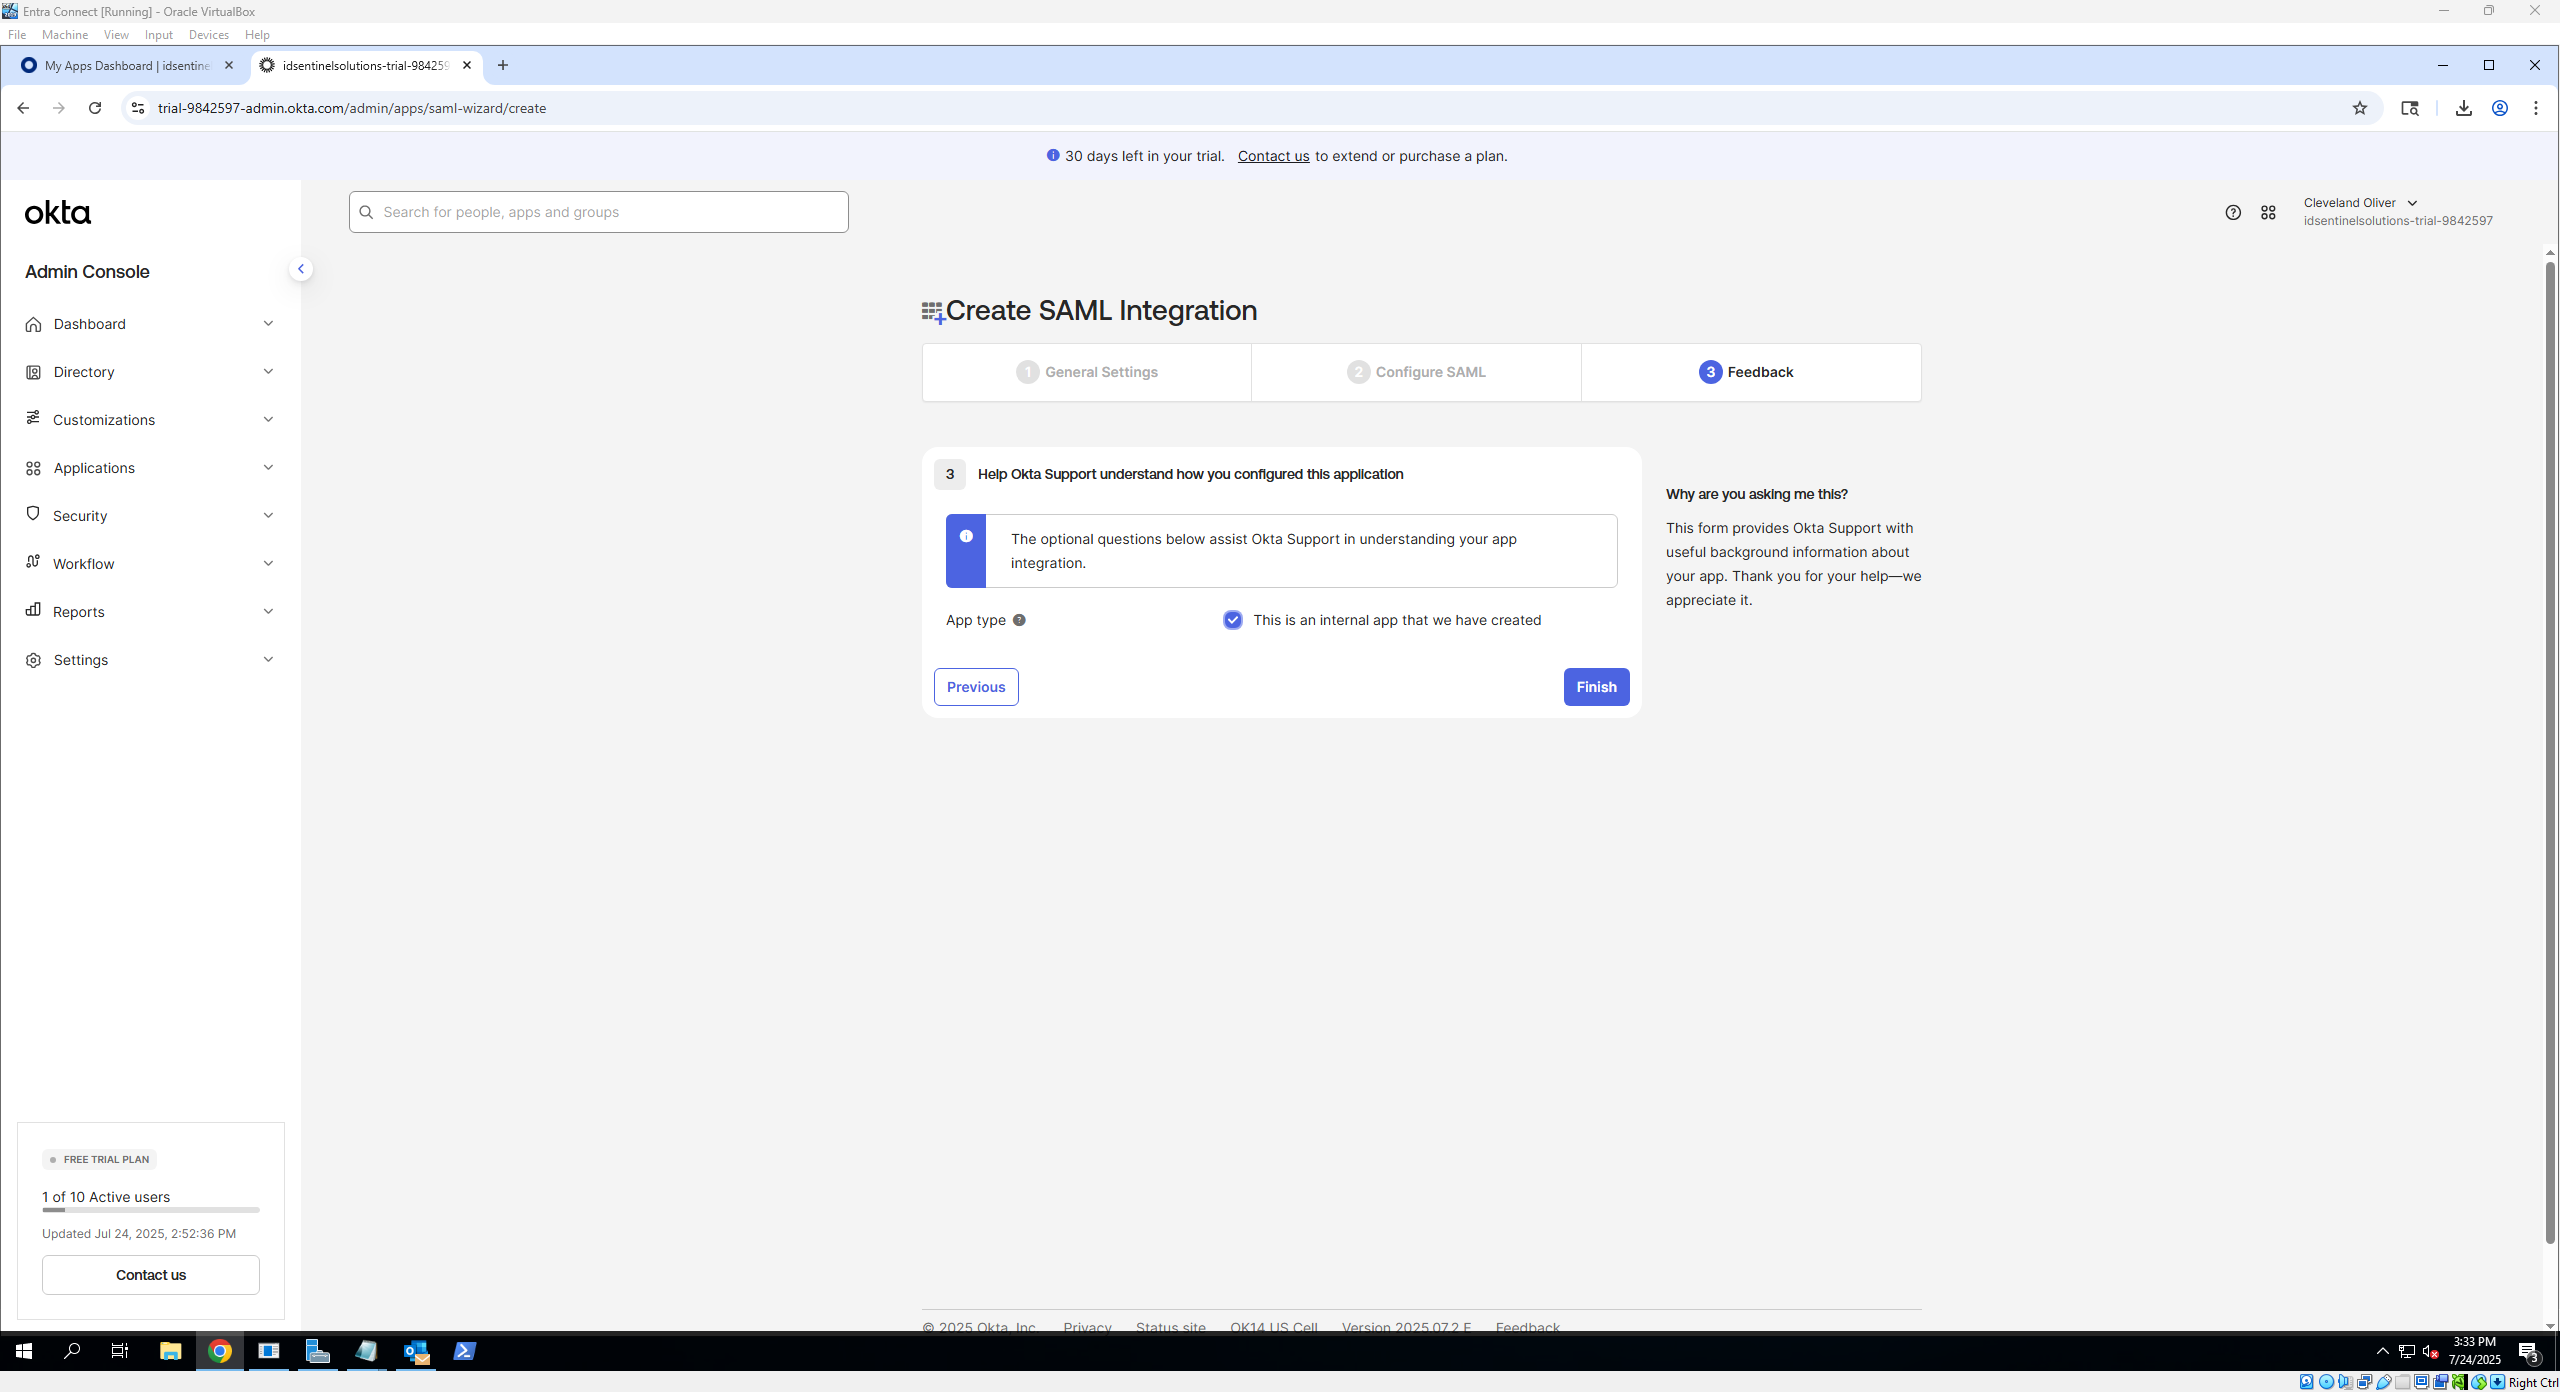 Entra Connect [Running] - Oracle VirtualBox
File Machine View Input Devices Help
My Apps Dashboard | idsentine
idsentinelsolutions-trial-984259
trial-9842597-admin.okta.com/admin/apps/saml-wizard/create
30 days left in your trial. Contact us to extend or purchase a plan.
okta
Search for people, apps and groups
Cleveland Oliver
idsentinelsolutions-trial-9842597
Admin Console
Dashboard
Directory
Customizations
Applications
Security
Workflow
Reports
Settings
Create SAML Integration
1 General Settings
2 Configure SAML
3 Feedback
3 Help Okta Support understand how you configured this application
The optional questions below assist Okta Support in understanding your app
integration.
App type
This is an internal app that we have created
Previous
Finish
Why are you asking me this?
This form provides Okta Support with
useful background information about
your app. Thank you for your help—we
appreciate it.
FREE TRIAL PLAN
1 of 10 Active users
Updated Jul 24, 2025, 2:52:36 PM
Contact us
© 2025 Okta, Inc. Privacy Status site OK14 US Cell Version 2025.07.2 E Feedback
3:33 PM
7/24/2025
3
Right Ctrl